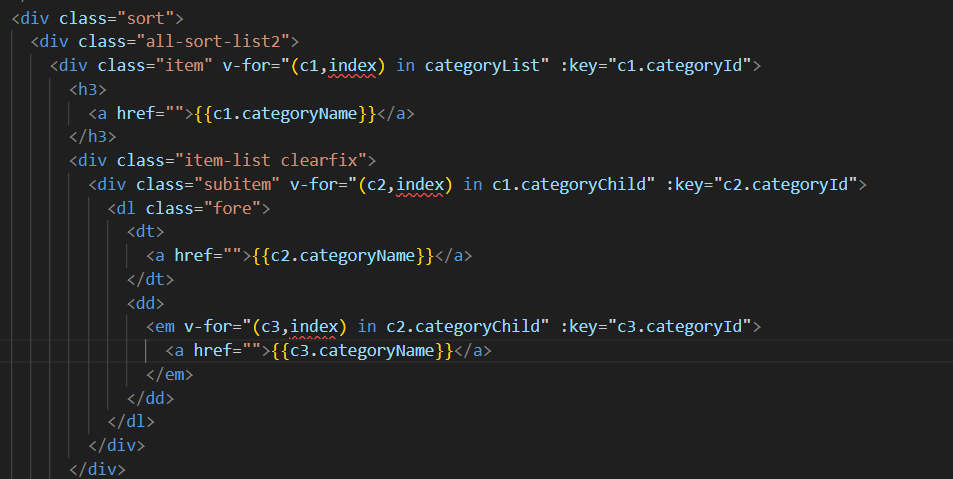 <div class="sort">
<div class="all-sort-list2">
<div class="item" v-for="(c1,index) in categoryList" :key="c1.categoryId">
<h3>
<a href="">{{c1.categoryName}}</a>
</h3>
<div class="item-list clearfix">
<div class="subitem" v-for="(c2,index) in c1.categoryChild" :key="c2.categoryId">
<dl class="fore">
<dt>
<a href="">{{c2.categoryName}}</a>
</dt>
<dd>
<em v-for="(c3,index) in c2.categoryChild" :key="c3.categoryId">
<a href="">{{c3.categoryName}}</a>
</em>
</dd>
</dl>
</div>
</div>